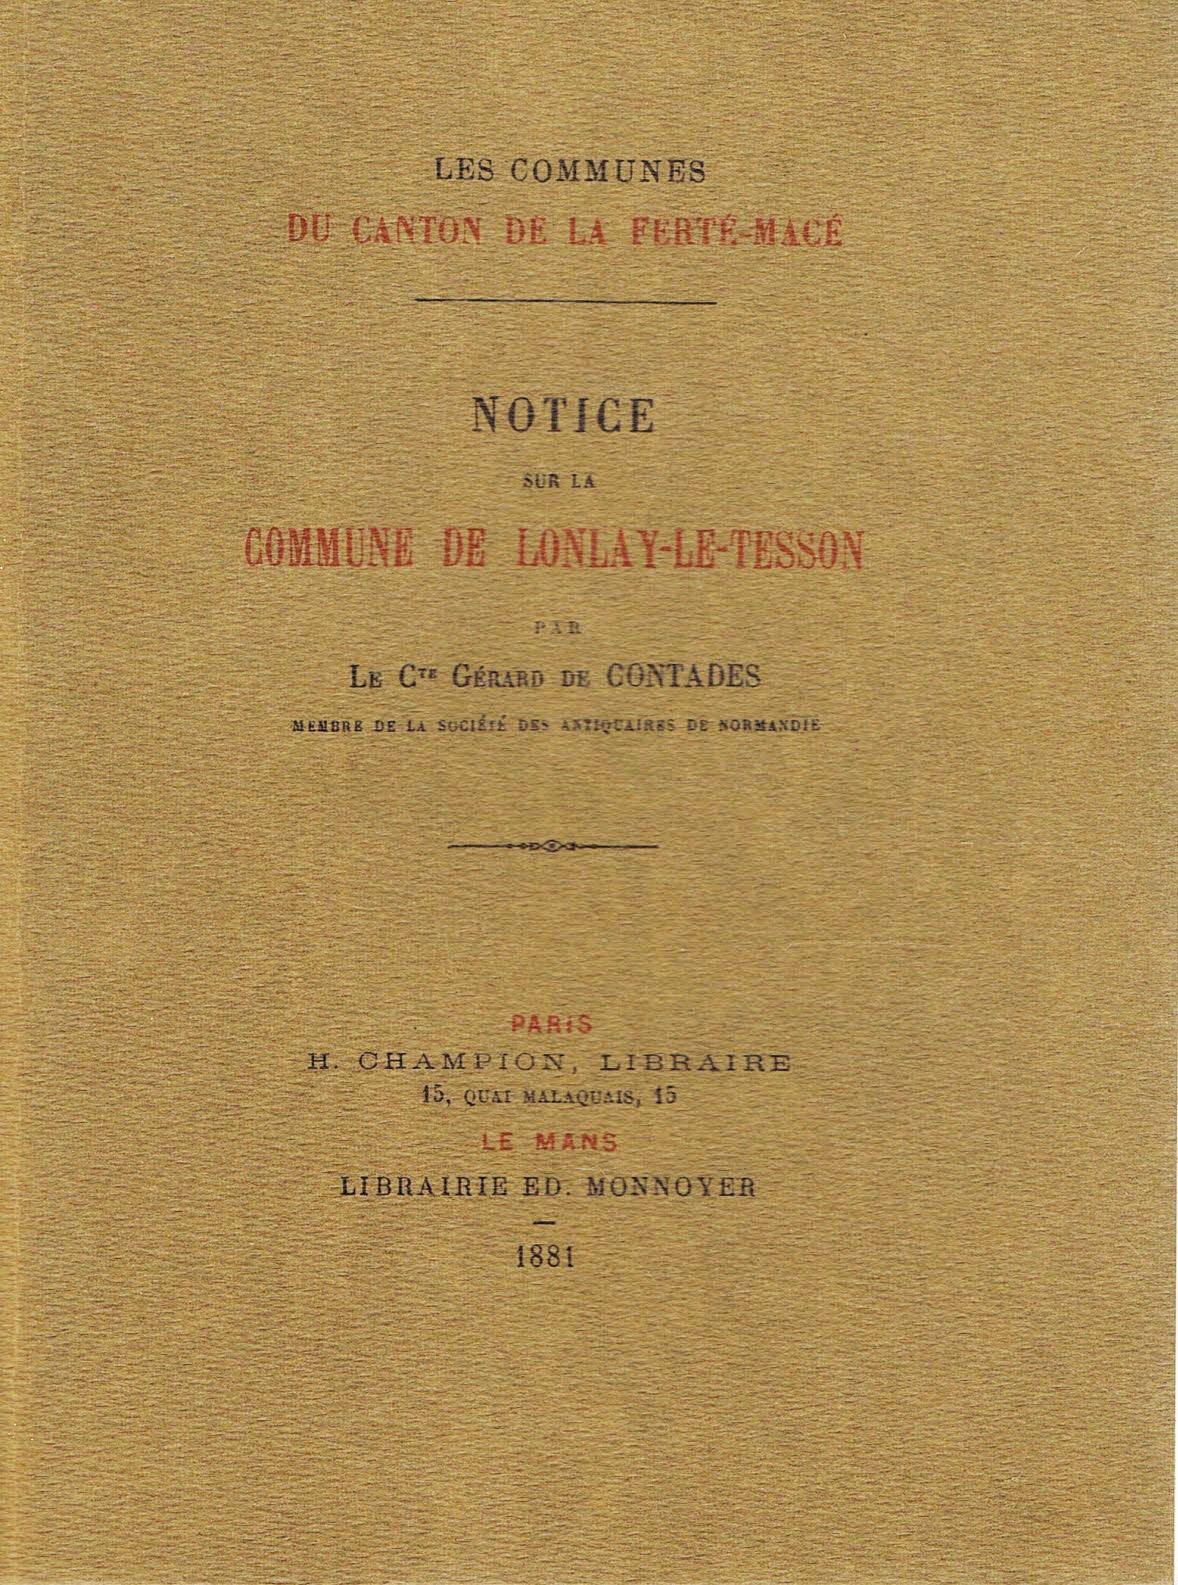 LES COMMUNES
DU CANTON DE LA FERTÉ-MACÉ
NOTICE
SUR LA
COMMUNE DE LONLAY-LE-TESSON
PAR
LE Cᵀᴱ GÉRARD DE CONTADES
MEMBRE DE LA SOCIÉTÉ DES ANTIQUAIRES DE NORMANDIE
PARIS
H. CHAMPION, LIBRAIRE
15, QUAI MALAQUAIS, 15
LE MANS
LIBRAIRIE ED. MONNOYER
1881